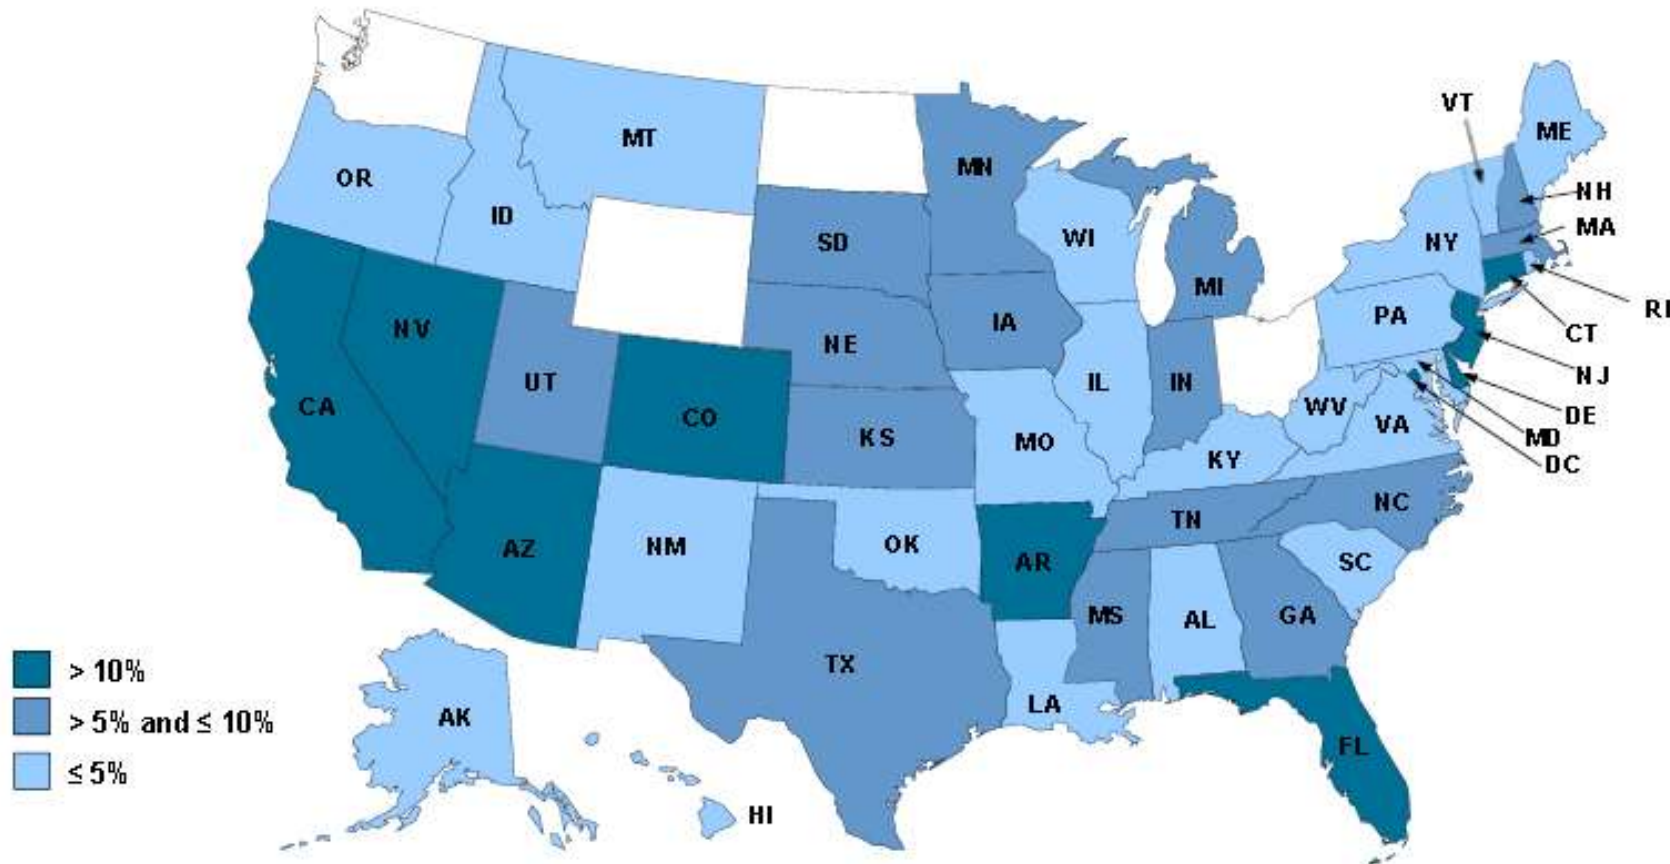 VT
ME
MT
MN
OR
NH
ID
MA
SD
WI
NY
MI
RI
NV
IA
PA
CT
NE
UT
IL
IN
NJ
CA
CO
WV
DE
KS
MO
VA
MD
KY
DC
NC
TN
AZ
NM
OK
AR
SC
MS
AL
GA
> 10%
TX
> 5% and ≤ 10%
AK
LA
FL
≤ 5%
HI